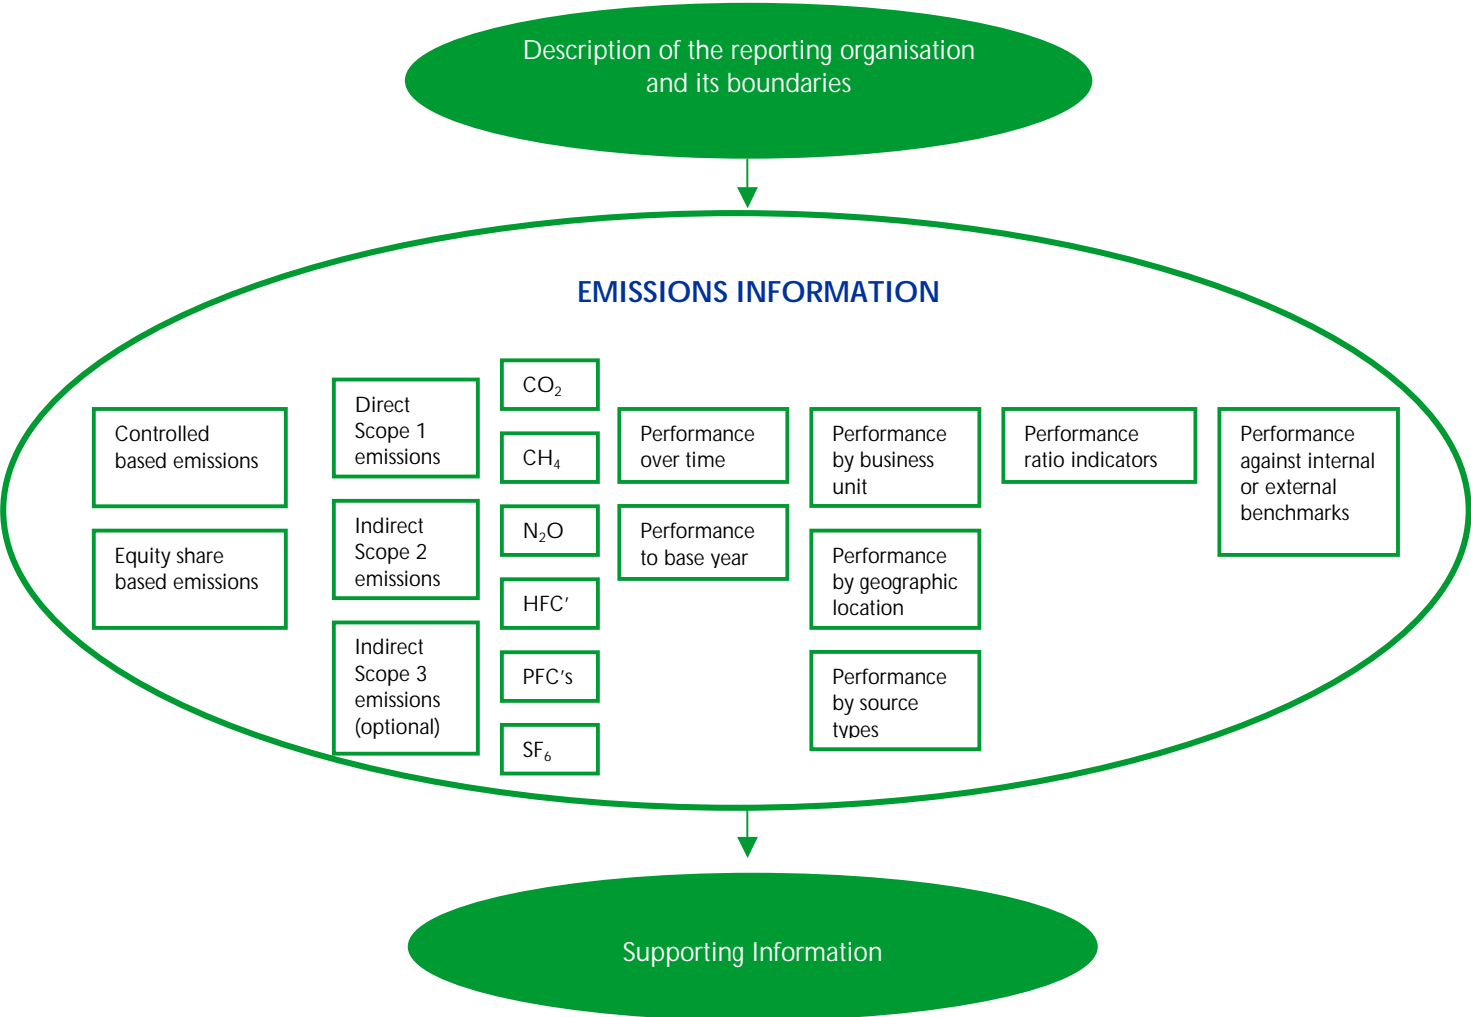 Description of the reporting organisation
and its boundaries
EMISSIONS INFORMATION
Controlled
based emissions
Equity share
based emissions
Direct
Scope 1
emissions
Indirect
Scope 2
emissions
Indirect
Scope 3
emissions
(optional)
CO₂
CH₄
N₂O
HFC'
PFC's
SF₆
Performance
over time
Performance
to base year
Performance
by business
unit
Performance
by geographic
location
Performance
by source
types
Performance
ratio indicators
Performance
against internal
or external
benchmarks
Supporting Information